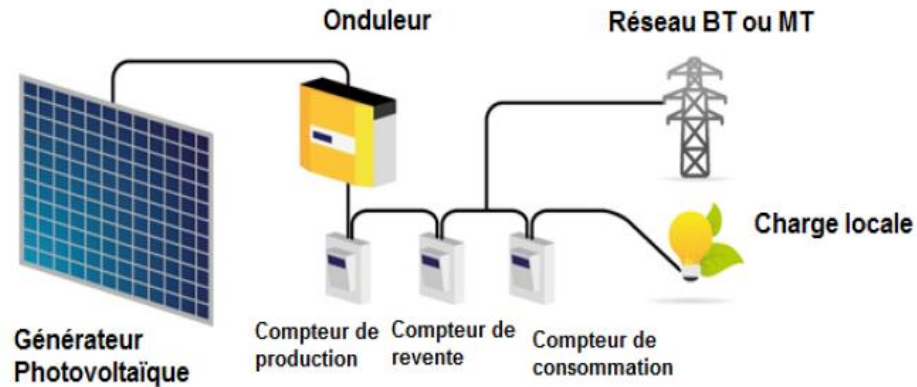 Onduleur
Réseau BT ou MT
Charge locale
Générateur
Photovoltaïque
Compteur de
production
Compteur de
revente
Compteur de
consommation